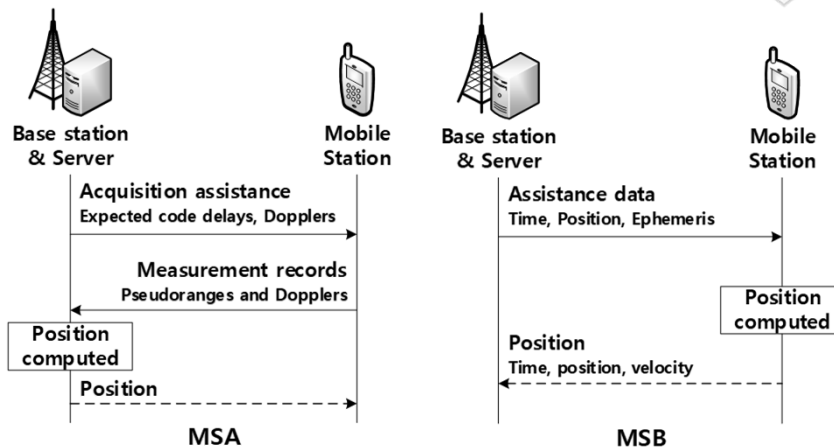 Base station
& Server
Mobile
Station
Acquisition assistance
Expected code delays, Dopplers
Measurement records
Pseudoranges and Dopplers
Position
computed
Position
MSA
Base station
& Server
Mobile
Station
Assistance data
Time, Position, Ephemeris
Position
computed
Position
Time, position, velocity
MSB